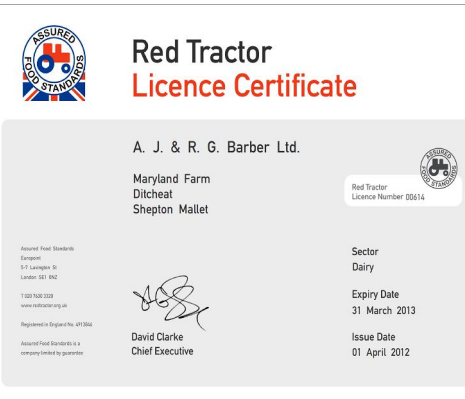 ASSURED
FOOD STANDARDS
Red Tractor
Licence Certificate
A. J. & R. G. Barber Ltd.
Maryland Farm
Ditcheat
Shepton Mallet
ASSURED
FOOD STANDARDS
Red Tractor
Licence Number 00614
Assured Food Standards
Europoint
5-7 Lavington St
London SE1 0NZ
T 020 7630 3320
www.redtractor.org.uk
Registered in England No. 4913846
Assured Food Standards is a
company limited by guarantee
David Clarke
Chief Executive
Sector
Dairy
Expiry Date
31 March 2013
Issue Date
01 April 2012